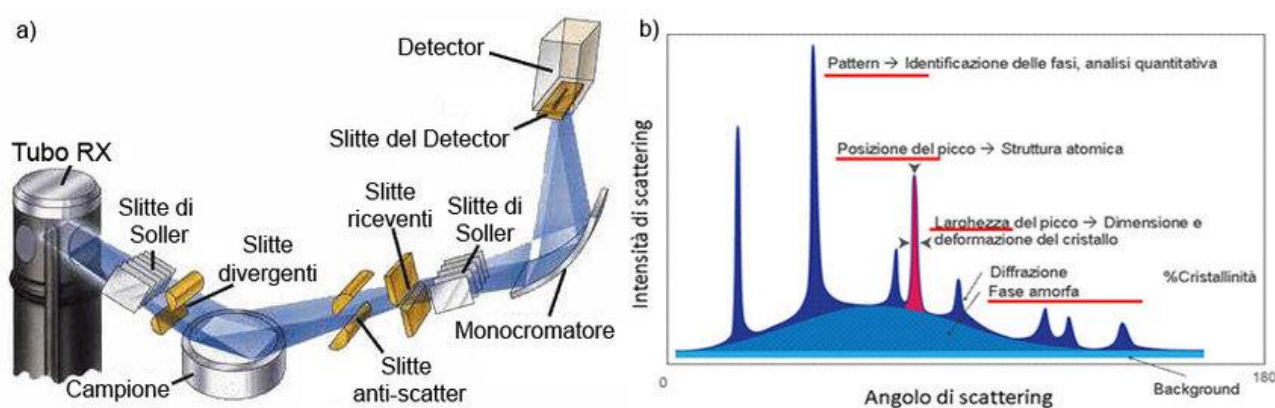 a)
Detector
Slitte del Detector
Tubo RX
Slitte di
Soller
Slitte
divergenti
Slitte
riceventi
Slitte di
Soller
Monocromatore
Slitte
anti-scatter
Campione
b)
Intensità di scattering
Pattern → Identificazione delle fasi, analisi quantitativa
Posizione del picco → Struttura atomica
Larghezza del picco → Dimensione e
deformazione del cristallo
Diffrazione
Fase amorfa
%Cristallinità
Background
0
180
Angolo di scattering